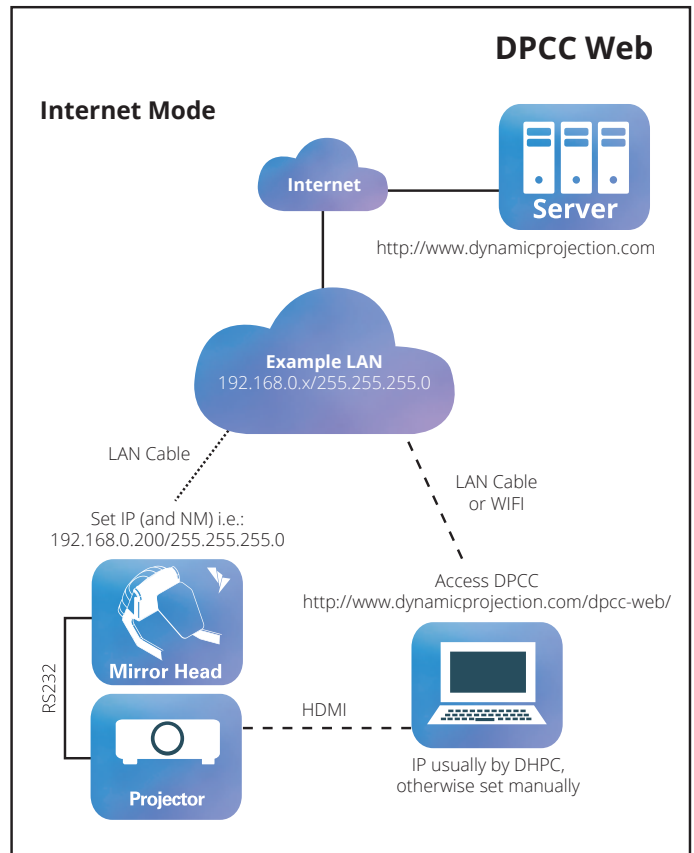 DPCC Web
Internet Mode
Internet
Server
http://www.dynamicprojection.com
Example LAN
192.168.0.x/255.255.255.0
LAN Cable
LAN Cable
or WIFI
Set IP (and NM) i.e.:
192.168.0.200/255.255.255.0
Access DPCC
http://www.dynamicprojection.com/dpcc-web/
Mirror Head
RS232
HDMI
Projector
IP usually by DHPC,
otherwise set manually